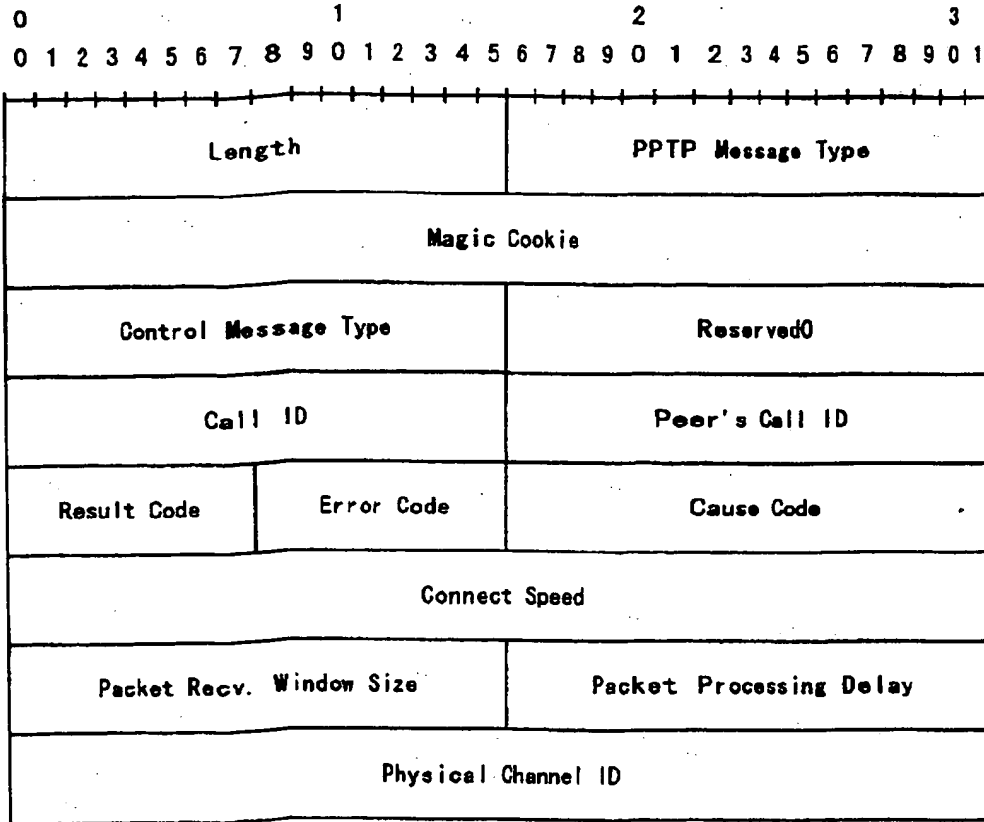 0 1 2 3
0 1 2 3 4 5 6 7 8 9 0 1 2 3 4 5 6 7 8 9 0 1 2 3 4 5 6 7 8 9 0 1
Length PPTP Message Type
Magic Cookie
Control Message Type Reserved0
Call ID Peer's Call ID
Result Code Error Code Cause Code
Connect Speed
Packet Recv. Window Size Packet Processing Delay
Physical Channel ID